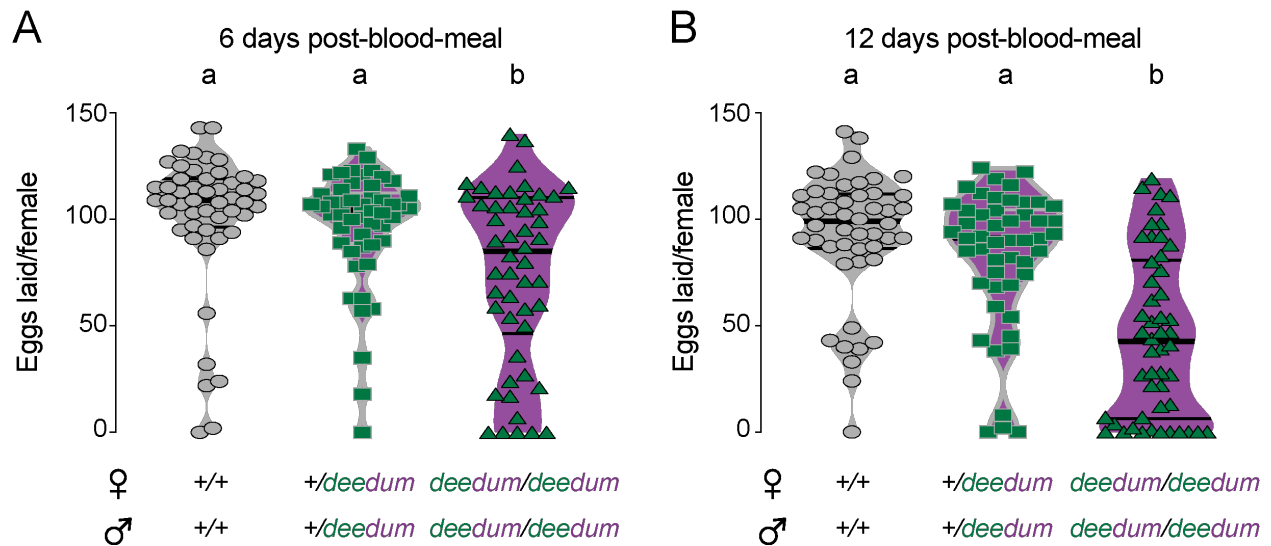 A
6 days post-blood-meal
a a b
Eggs laid/female
150
100
50
0
♀ +/+ +/deedum deedum/deedum
♂ +/+ +/deedum deedum/deedum
B
12 days post-blood-meal
a a b
Eggs laid/female
150
100
50
0
♀ +/+ +/deedum deedum/deedum
♂ +/+ +/deedum deedum/deedum